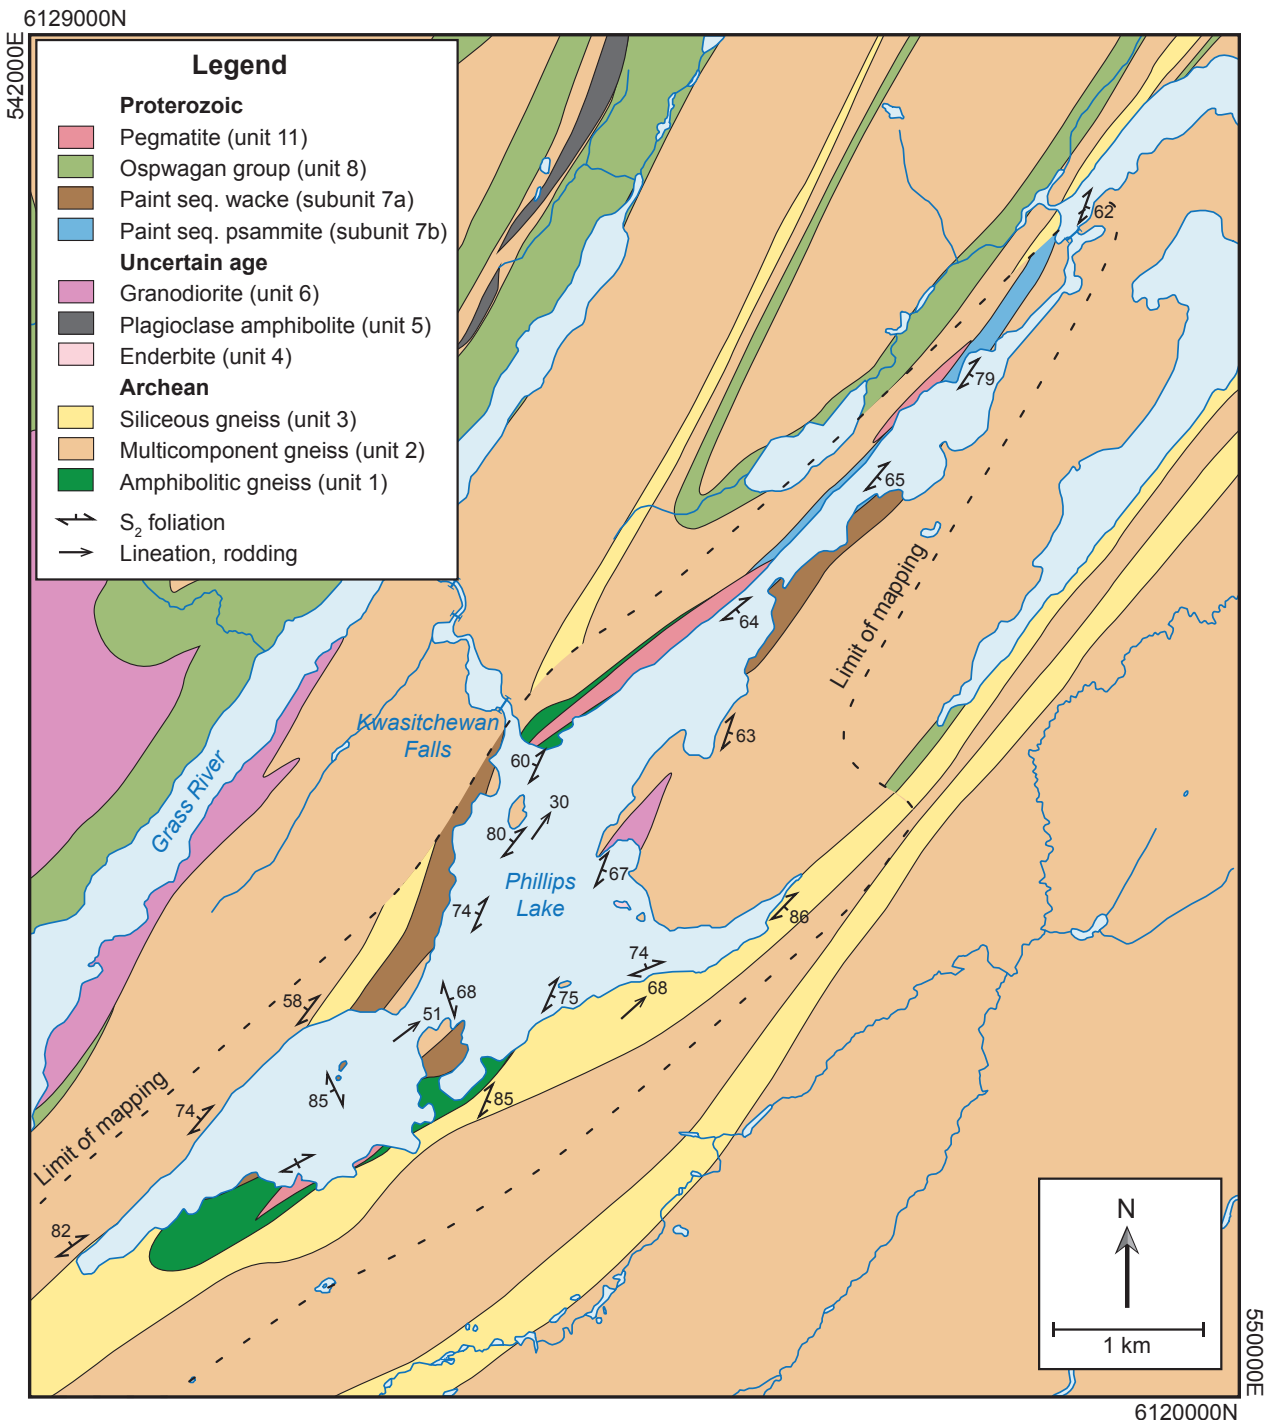 6129000N
542000E
Legend
Proterozoic
Pegmatite (unit 11)
Ospwagan group (unit 8)
Paint seq. wacke (subunit 7a)
Paint seq. psammite (subunit 7b)
Uncertain age
Granodiorite (unit 6)
Plagioclase amphibolite (unit 5)
Enderbite (unit 4)
Archean
Siliceous gneiss (unit 3)
Multicomponent gneiss (unit 2)
Amphibolitic gneiss (unit 1)
S2 foliation
Lineation, rodding
62
79
65
64
Limit of mapping
63
Kwasitchewan
Falls
60
Grass River
30
80
67
Phillips
Lake
74
86
74
58
68
75
68
51
85
85
74
Limit of mapping
82
N
1 km
550000E
6120000N